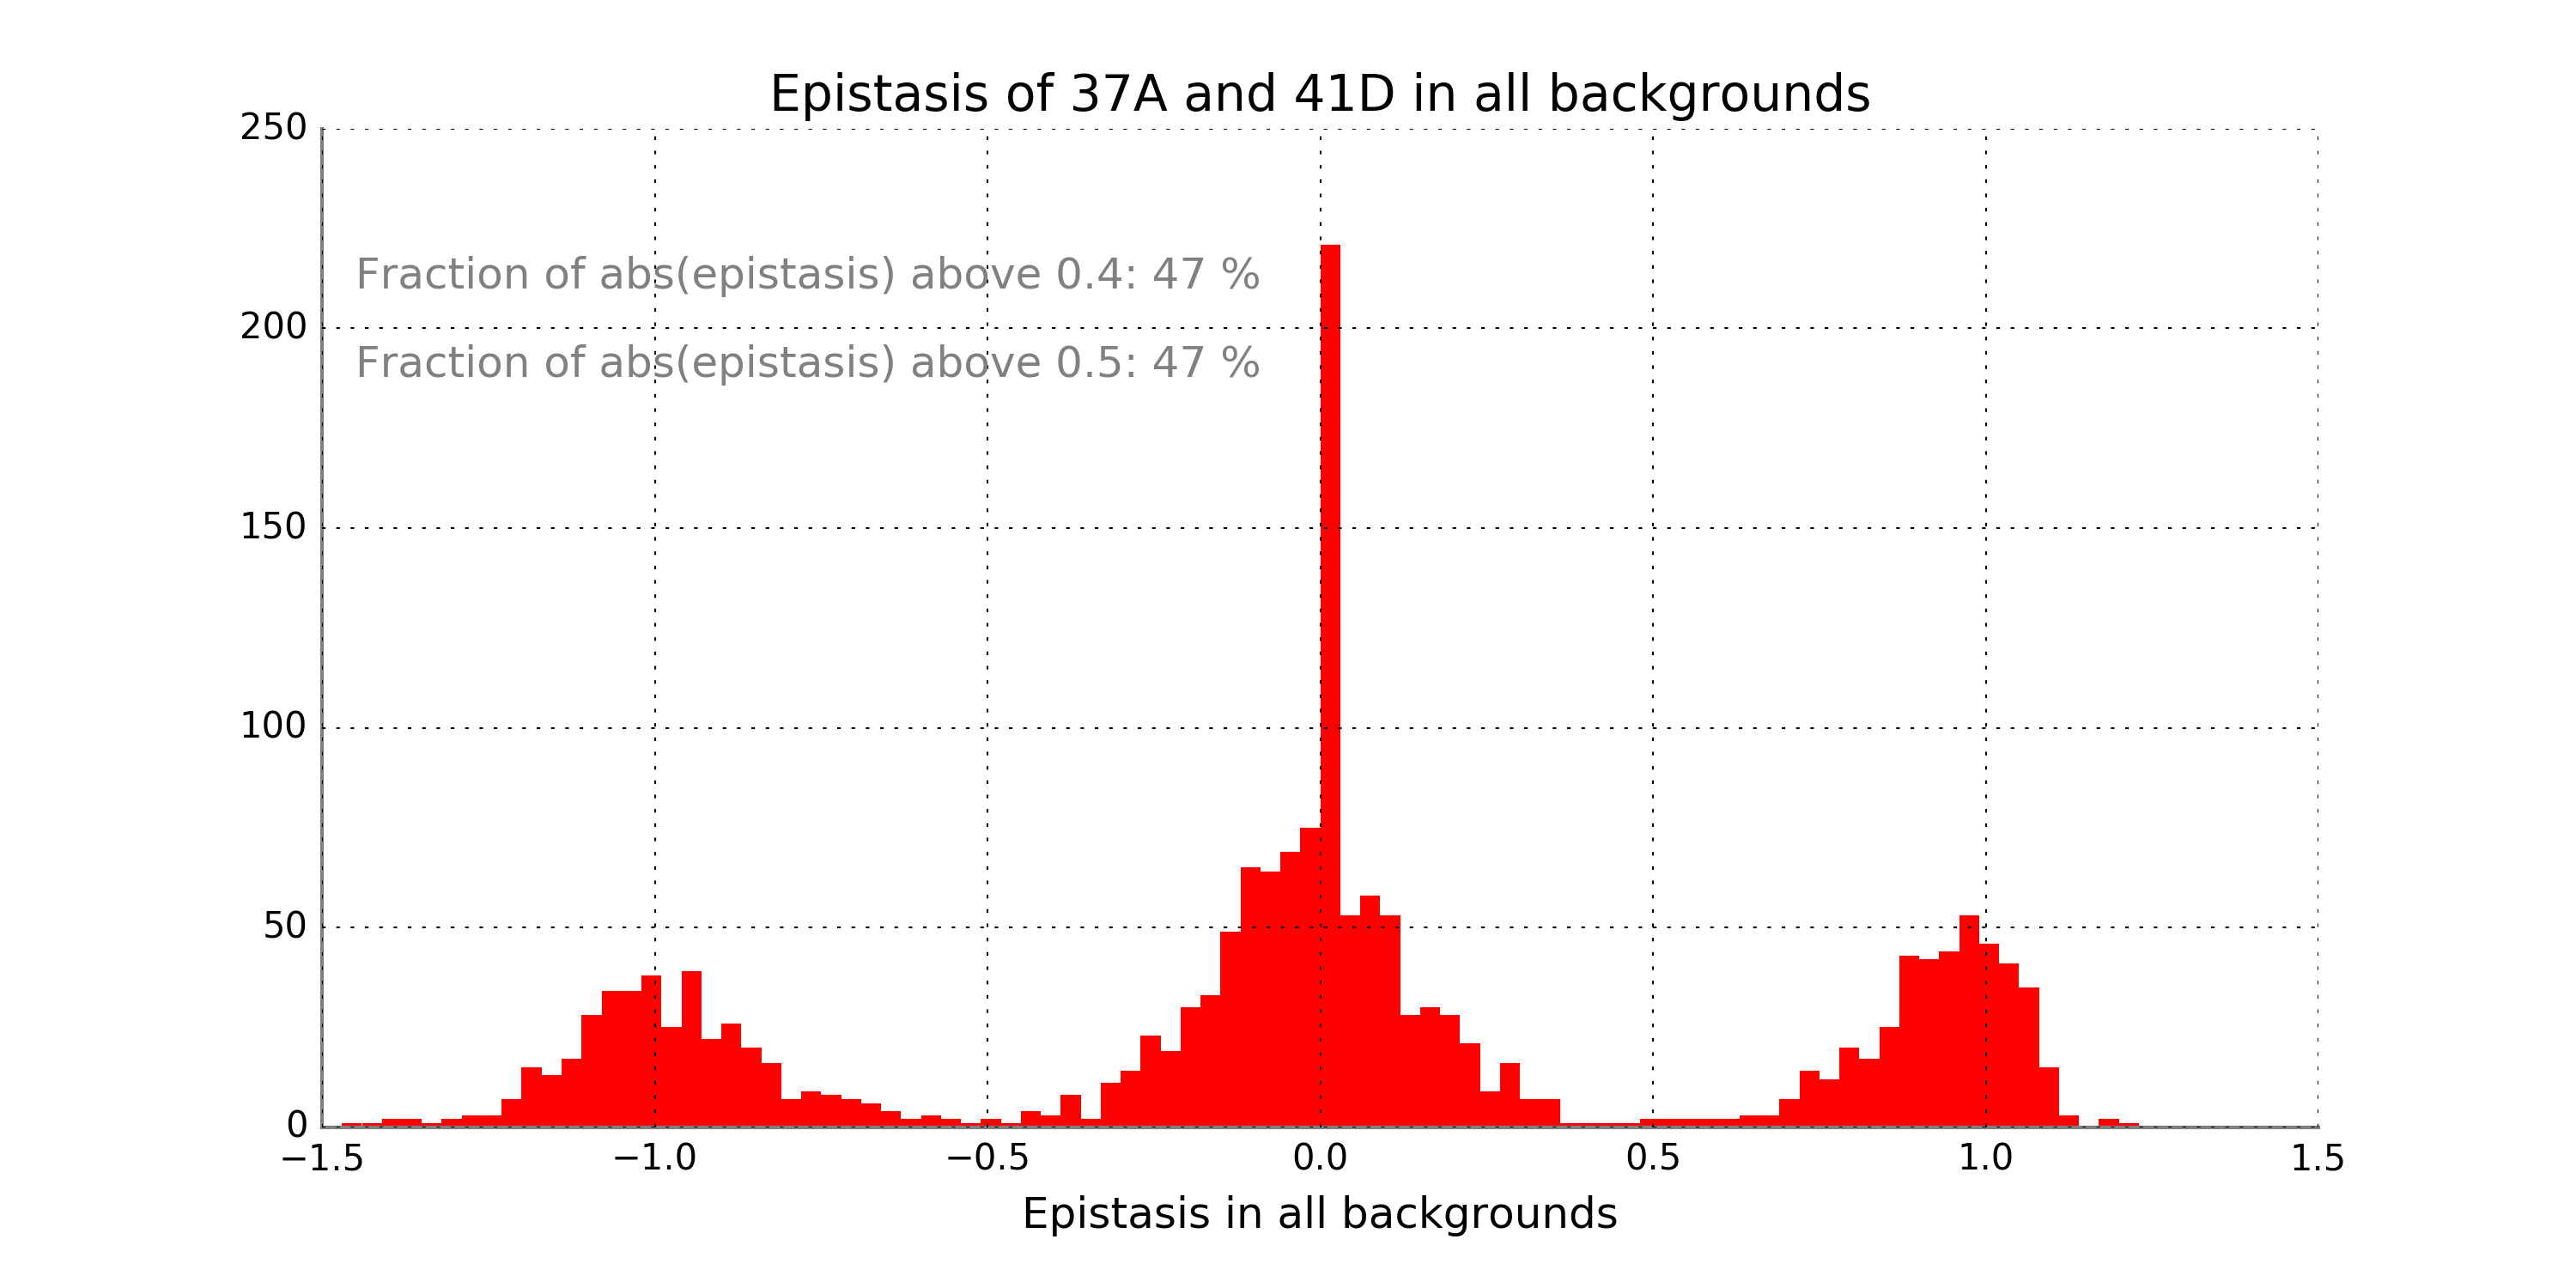 Epistasis of 37A and 41D in all backgrounds
250
200
150
100
50
0
Fraction of abs(epistasis) above 0.4: 47 %
Fraction of abs(epistasis) above 0.5: 47 %
−1.5 −1.0 −0.5 0.0 0.5 1.0 1.5
Epistasis in all backgrounds